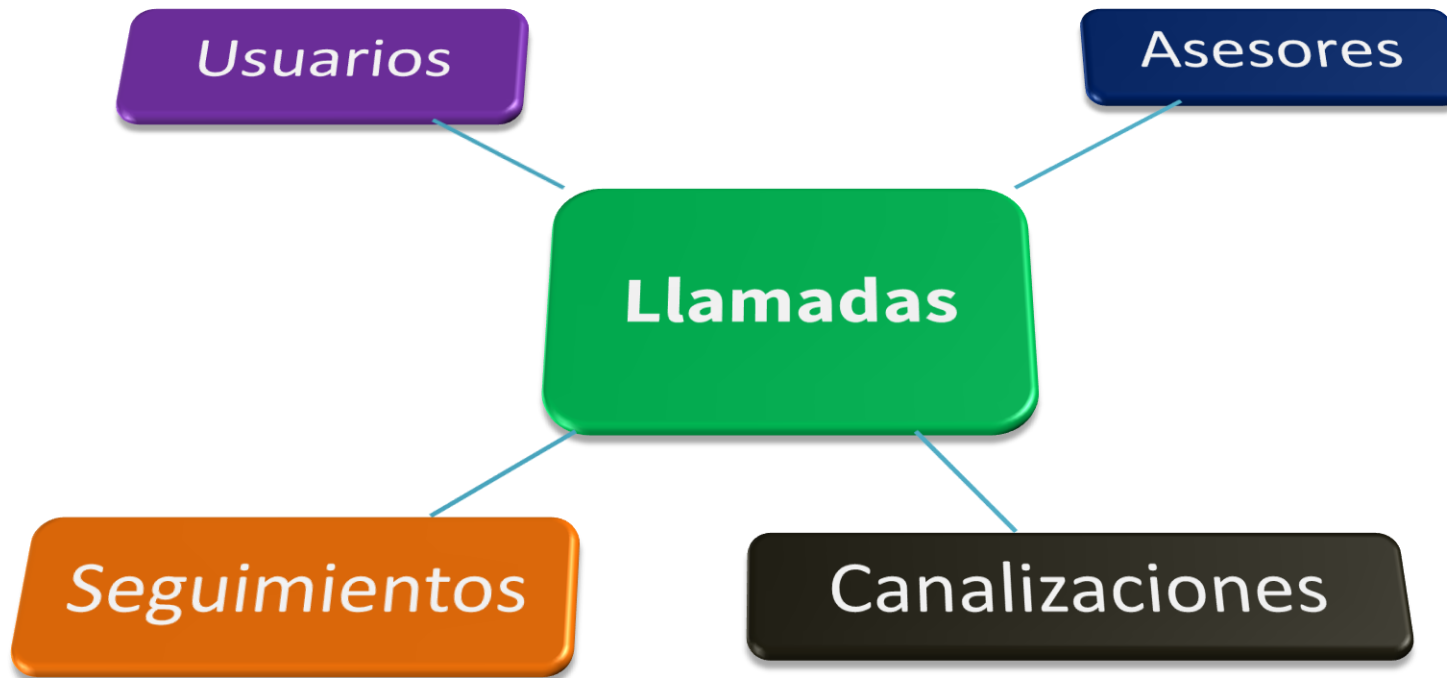 Usuarios
Asesores
Llamadas
Seguimientos
Canalizaciones